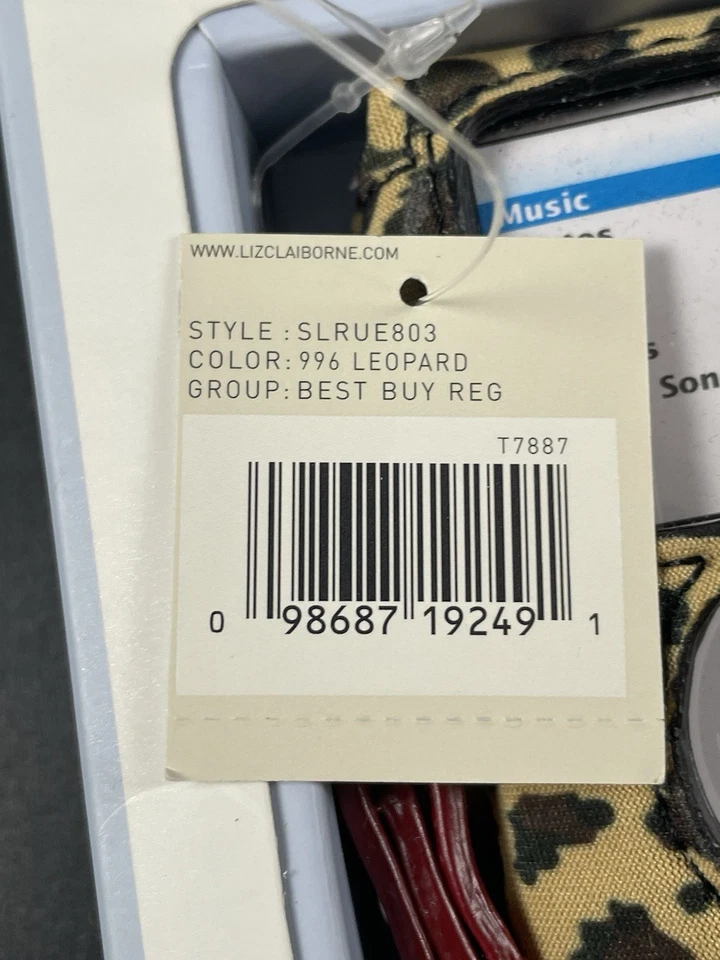 Music
WWW.LIZCLAIBORNE.COM
STYLE : SLRUE803
COLOR: 996 LEOPARD
GROUP: BEST BUY REG
T7887
0 98687 19249 1